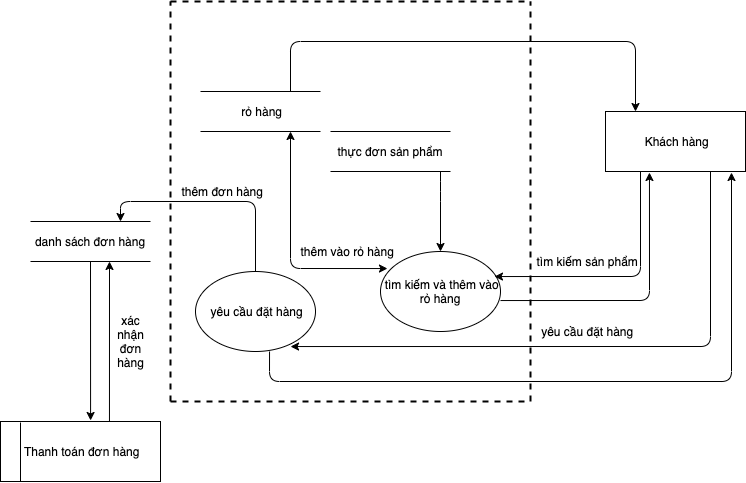 rỏ hàng
thực đơn sản phẩm
Khách hàng
thêm đơn hàng
danh sách đơn hàng
thêm vào rỏ hàng
tìm kiếm sản phẩm
tìm kiếm và thêm vào
rỏ hàng
yêu cầu đặt hàng
xác
nhận
đơn
hàng
yêu cầu đặt hàng
Thanh toán đơn hàng